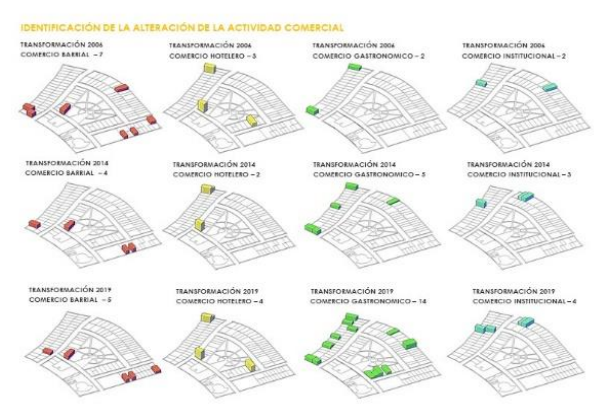 IDENTIFICACIÓN DE LA ALTERACIÓN DE LA ACTIVIDAD COMERCIAL
TRANSFORMACIÓN 2006
COMERCIO BARRIAL – 7
TRANSFORMACIÓN 2006
COMERCIO HOTELERO – 3
TRANSFORMACIÓN 2006
COMERCIO GASTRONOMICO – 2
TRANSFORMACIÓN 2006
COMERCIO INSTITUCIONAL – 2
TRANSFORMACIÓN 2014
COMERCIO BARRIAL – 4
TRANSFORMACIÓN 2014
COMERCIO HOTELERO – 2
TRANSFORMACIÓN 2014
COMERCIO GASTRONOMICO – 5
TRANSFORMACIÓN 2014
COMERCIO INSTITUCIONAL – 3
TRANSFORMACIÓN 2019
COMERCIO BARRIAL – 5
TRANSFORMACIÓN 2019
COMERCIO HOTELERO – 4
TRANSFORMACIÓN 2019
COMERCIO GASTRONOMICO – 14
TRANSFORMACIÓN 2019
COMERCIO INSTITUCIONAL – 4